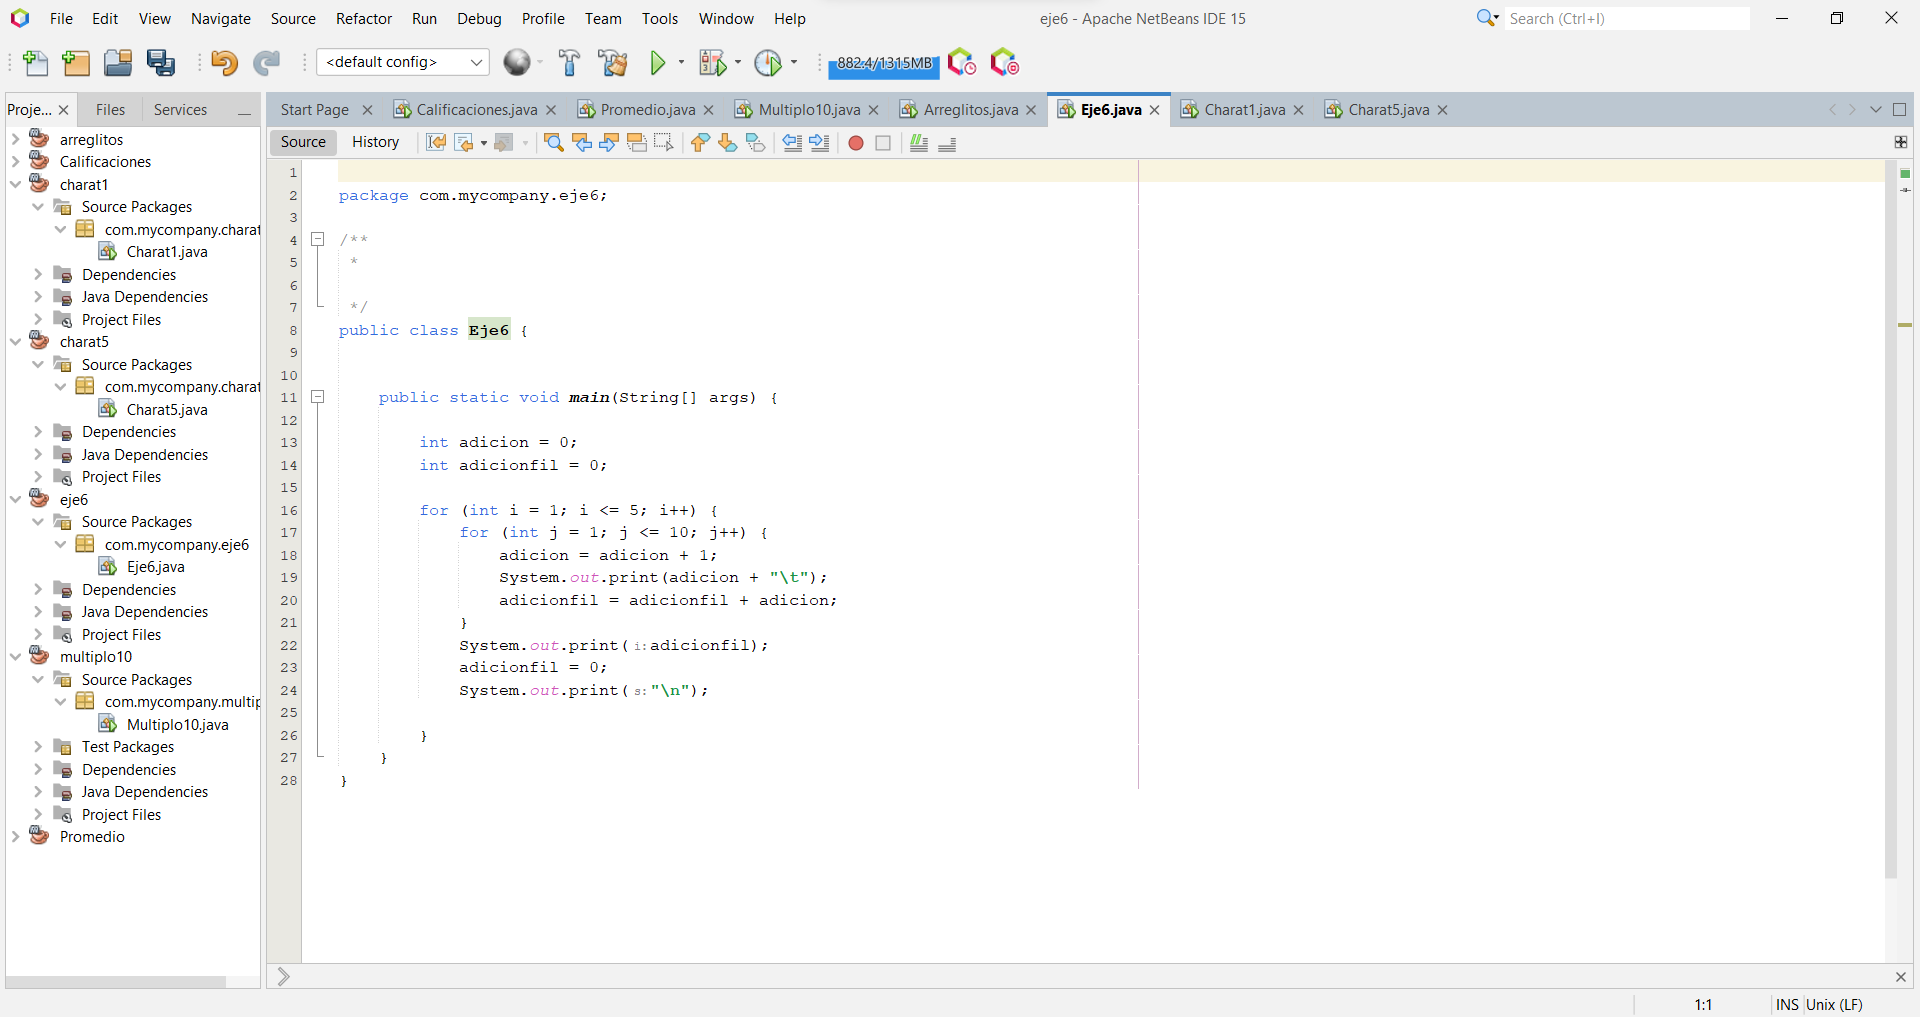 File Edit View Navigate Source Refactor Run Debug Profile Team Tools Window Help
eje6 - Apache NetBeans IDE 15
Search (Ctrl+I)
<default config>
882.4/1315MB
Proje...
Files
Services
Start Page
Calificaciones.java
Promedio.java
Multiplo10.java
Arreglitos.java
Eje6.java
Charat1.java
Charat5.java
Source
History
arreglitos
Calificaciones
charat1
Source Packages
com.mycompany.charat
Charat1.java
Dependencies
Java Dependencies
Project Files
charat5
Source Packages
com.mycompany.charat
Charat5.java
Dependencies
Java Dependencies
Project Files
eje6
Source Packages
com.mycompany.eje6
Eje6.java
Dependencies
Java Dependencies
Project Files
multiplo10
Source Packages
com.mycompany.multip
Multiplo10.java
Test Packages
Dependencies
Java Dependencies
Project Files
Promedio
1
2 package com.mycompany.eje6;
3
4 /**
5 *
6
7 */
8 public class Eje6 {
9
10
11 public static void main(String[] args) {
12
13 int adicion = 0;
14 int adicionfil = 0;
15
16 for (int i = 1; i <= 5; i++) {
17 for (int j = 1; j <= 10; j++) {
18 adicion = adicion + 1;
19 System.out.print(adicion + "\t");
20 adicionfil = adicionfil + adicion;
21 }
22 System.out.print( i: adicionfil);
23 adicionfil = 0;
24 System.out.print( s: "\n");
25
26 }
27 }
28 }
1:1
INS
Unix (LF)